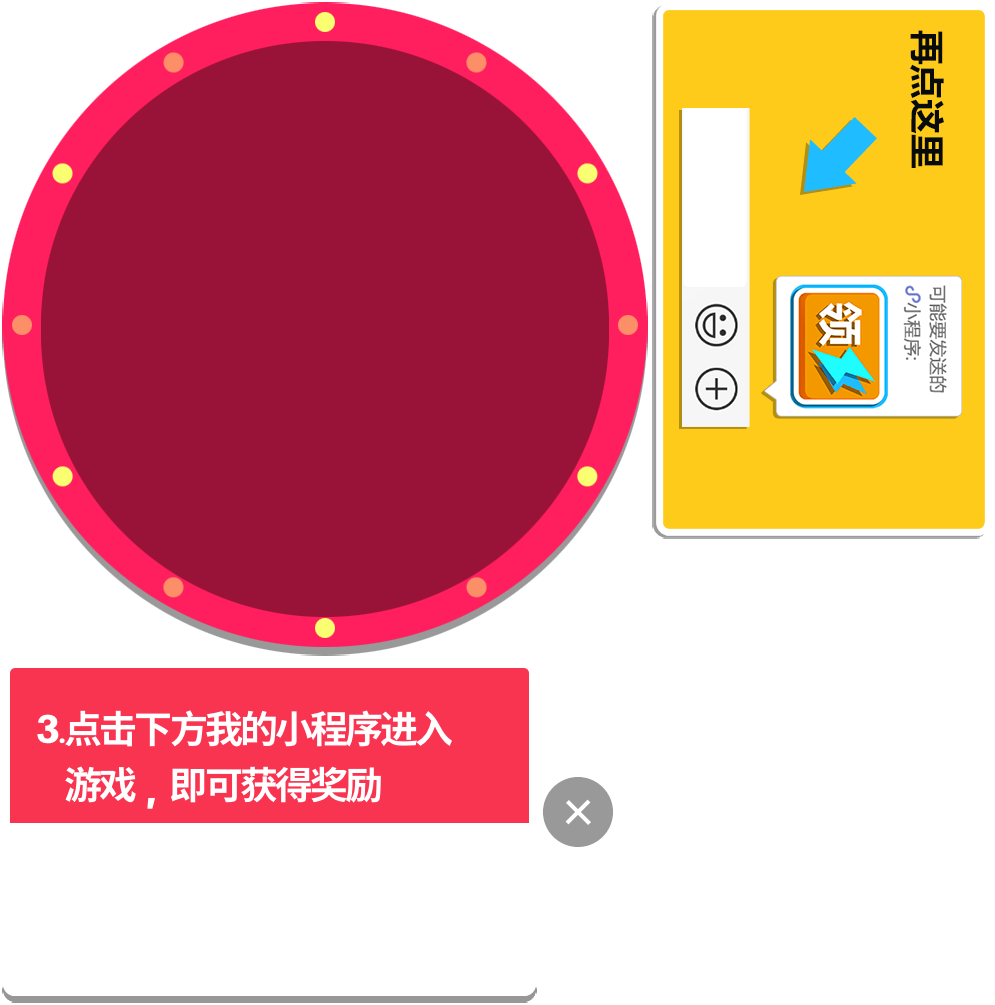 再点这里
可能要发送的
小程序:
领
3.点击下方我的小程序进入
游戏，即可获得奖励